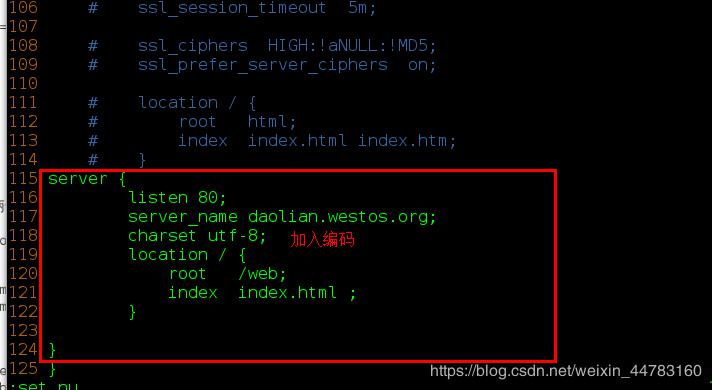 106 # ssl_session_timeout 5m;
107
108 # ssl_ciphers HIGH:!aNULL:!MD5;
109 # ssl_prefer_server_ciphers on;
110
111 # location / {
112 # root html;
113 # index index.html index.htm;
114 # }
115 server {
116 listen 80;
117 server_name daolian.westos.org;
118 charset utf-8; 加入编码
119 location / {
120 root /web;
121 index index.html ;
122 }
123
124 }
125 }
:set nu
https://blog.csdn.net/weixin_44783160